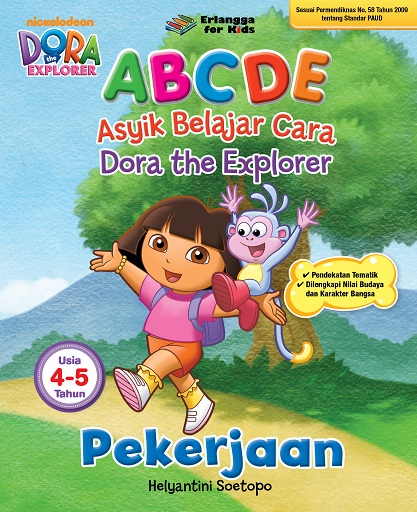 nickelodeon
DORA
the
EXPLORER
Erlangga
for Kids
Sesuai Permendiknas No. 58 Tahun 2009
tentang Standar PAUD
ABCDE
Asyik Belajar Cara
Dora the Explorer
✓ Pendekatan Tematik
✓ Dilengkapi Nilai Budaya
dan Karakter Bangsa
Usia
4-5
Tahun
Pekerjaan
Helyantini Soetopo